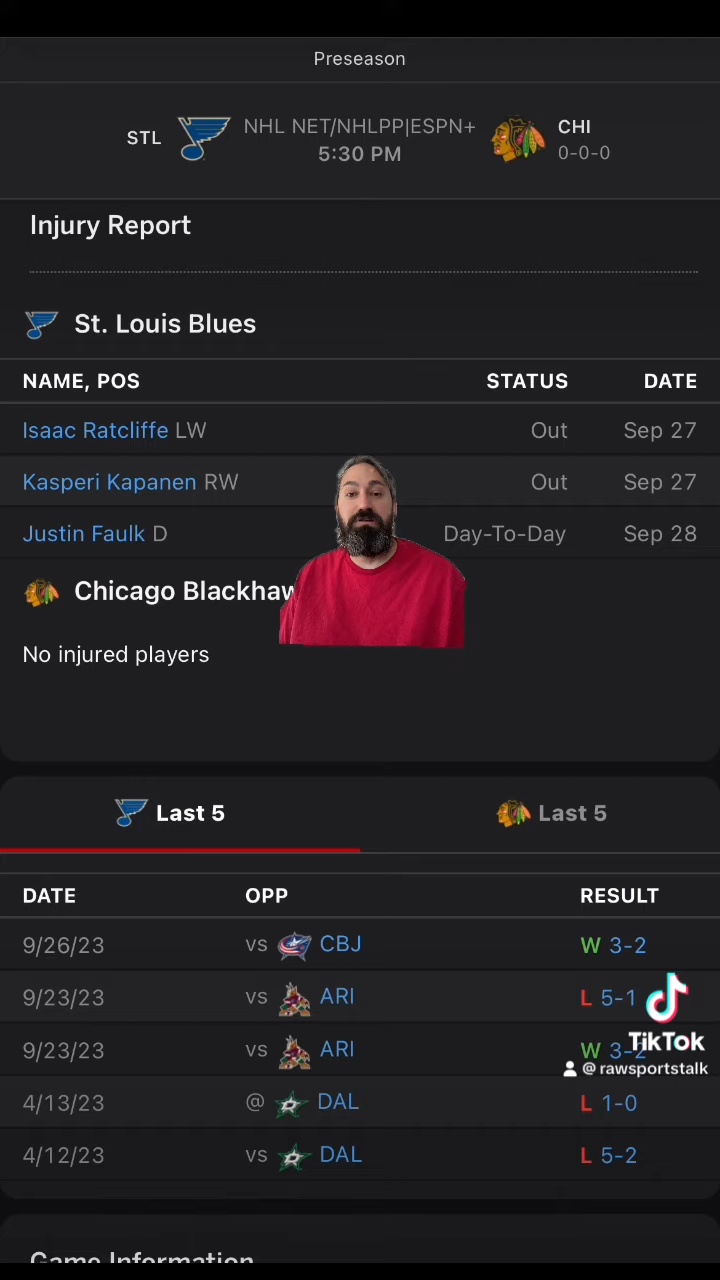 Preseason
STL NHL NET/NHLPP|ESPN+ CHI
5:30 PM 0-0-0
Injury Report
St. Louis Blues
NAME, POS STATUS DATE
Isaac Ratcliffe LW Out Sep 27
Kasperi Kapanen RW Out Sep 27
Justin Faulk D Day-To-Day Sep 28
Chicago Blackhaw
No injured players
Last 5 Last 5
DATE OPP RESULT
9/26/23 vs CBJ W 3-2
9/23/23 vs ARI L 5-1
9/23/23 vs ARI W 3-2
TikTok
@rawsportstalk
4/13/23 @ DAL L 1-0
4/12/23 vs DAL L 5-2
Game Information